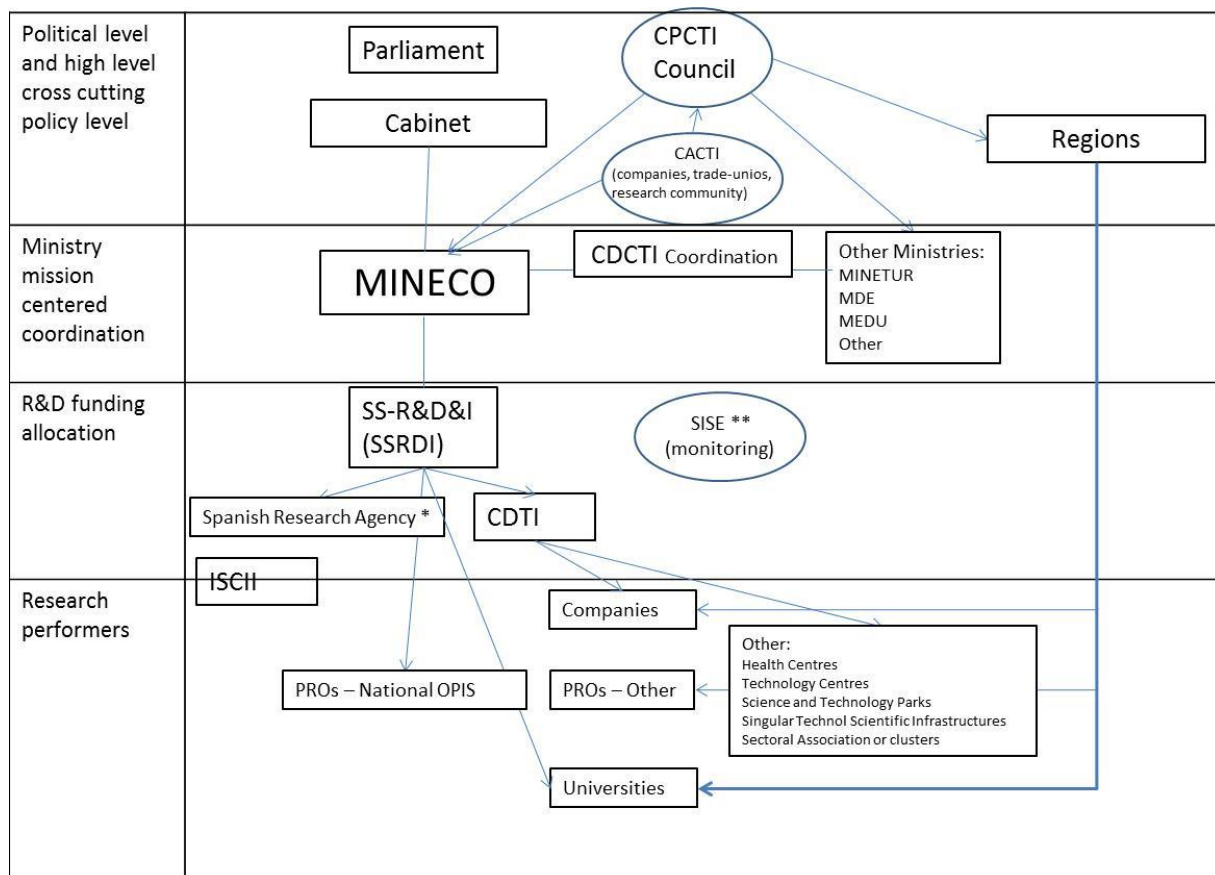 Political level
and high level
cross cutting
policy level
Parliament
CPCTI
Council
Cabinet
Regions
CACTI
(companies, trade-unios,
research community)
Ministry
mission
centered
coordination
MINECO
CDCTI Coordination
Other Ministries:
MINETUR
MDE
MEDU
Other
R&D funding
allocation
SS-R&D&I
(SSRDI)
SISE **
(monitoring)
Spanish Research Agency *
CDTI
ISCII
Research
performers
Companies
Other:
Health Centres
Technology Centres
Science and Technology Parks
Singular Technol Scientific Infrastructures
Sectoral Association or clusters
PROs – National OPIS
PROs – Other
Universities